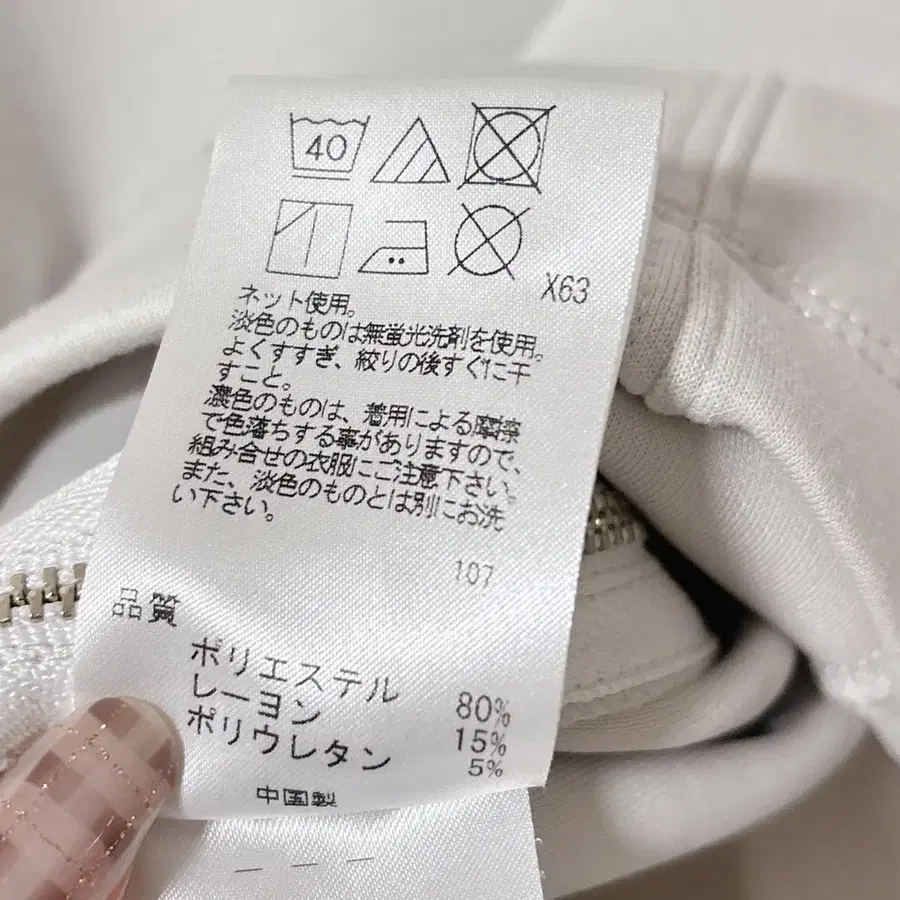 40
X63
ネット使用。
淡色のものは無蛍光洗剤を使用。
よくすすぎ、絞りの後すぐに干
すこと。
濃色のものは、着用による摩擦
で色落ちする事がありますので、
組み合せの衣服にご注意下さい。
また、淡色のものとは別にお洗
い下さい。
107
品質
ポリエステル 80%
レーヨン 15%
ポリウレタン 5%
中国製